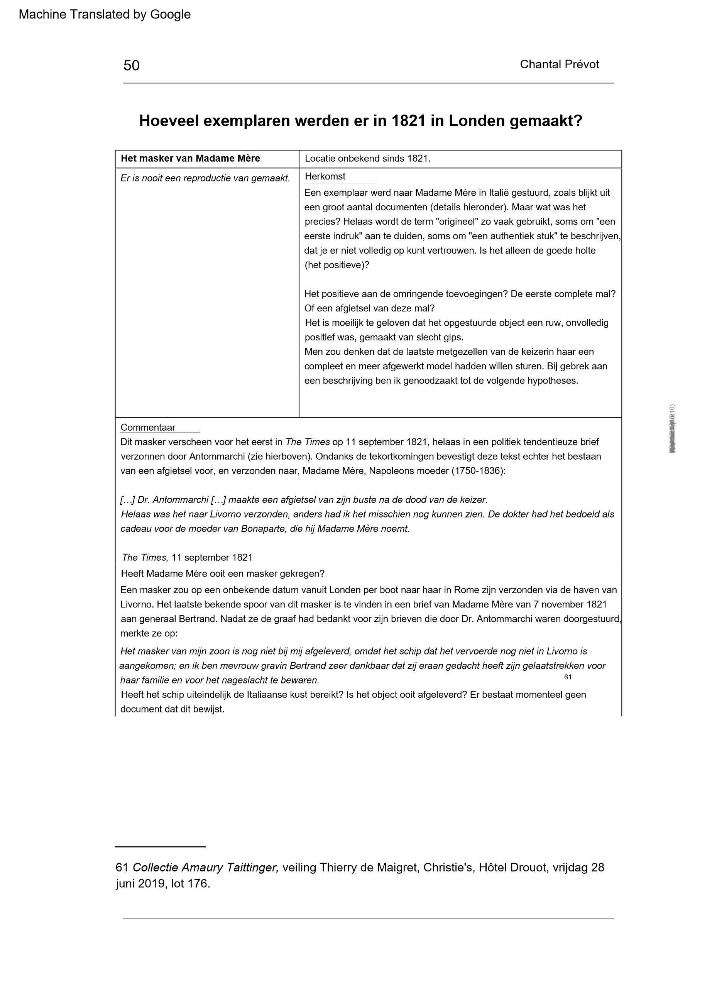 Machine Translated by Google
50
Chantal Prévot
Hoeveel exemplaren werden er in 1821 in Londen gemaakt?
Het masker van Madame Mère
Locatie onbekend sinds 1821.
Er is nooit een reproductie van gemaakt.
Herkomst
Een exemplaar werd naar Madame Mère in Italië gestuurd, zoals blijkt uit
een groot aantal documenten (details hieronder). Maar wat was het
precies? Helaas wordt de term "origineel" zo vaak gebruikt, soms om "een
eerste indruk" aan te duiden, soms om "een authentiek stuk" te beschrijven,
dat je er niet volledig op kunt vertrouwen. Is het alleen de goede holte
(het positieve)?
Het positieve aan de omringende toevoegingen? De eerste complete mal?
Of een afgietsel van deze mal?
Het is moeilijk te geloven dat het opgestuurde object een ruw, onvolledig
positief was, gemaakt van slecht gips.
Men zou denken dat de laatste metgezellen van de keizerin haar een
compleet en meer afgewerkt model hadden willen sturen. Bij gebrek aan
een beschrijving ben ik genoodzaakt tot de volgende hypotheses.
Commentaar
Dit masker verscheen voor het eerst in The Times op 11 september 1821, helaas in een politiek tendentieuze brief
verzonnen door Antommarchi (zie hierboven). Ondanks de tekortkomingen bevestigt deze tekst echter het bestaan
van een afgietsel voor, en verzonden naar, Madame Mère, Napoleons moeder (1750-1836):
[…] Dr. Antommarchi […] maakte een afgietsel van zijn buste na de dood van de keizer.
Helaas was het naar Livorno verzonden, anders had ik het misschien nog kunnen zien. De dokter had het bedoeld als
cadeau voor de moeder van Bonaparte, die hij Madame Mère noemt.
The Times, 11 september 1821
Heeft Madame Mère ooit een masker gekregen?
Een masker zou op een onbekende datum vanuit Londen per boot naar haar in Rome zijn verzonden via de haven van
Livorno. Het laatste bekende spoor van dit masker is te vinden in een brief van Madame Mère van 7 november 1821
aan generaal Bertrand. Nadat ze de graaf had bedankt voor zijn brieven die door Dr. Antommarchi waren doorgestuurd,
merkte ze op:
Het masker van mijn zoon is nog niet bij mij afgeleverd, omdat het schip dat het vervoerde nog niet in Livorno is
aangekomen; en ik ben mevrouw gravin Bertrand zeer dankbaar dat zij eraan gedacht heeft zijn gelaatstrekken voor
haar familie en voor het nageslacht te bewaren. 61
Heeft het schip uiteindelijk de Italiaanse kust bereikt? Is het object ooit afgeleverd? Er bestaat momenteel geen
document dat dit bewijst.
61 Collectie Amaury Taittinger, veiling Thierry de Maigret, Christie's, Hôtel Drouot, vrijdag 28
juni 2019, lot 176.